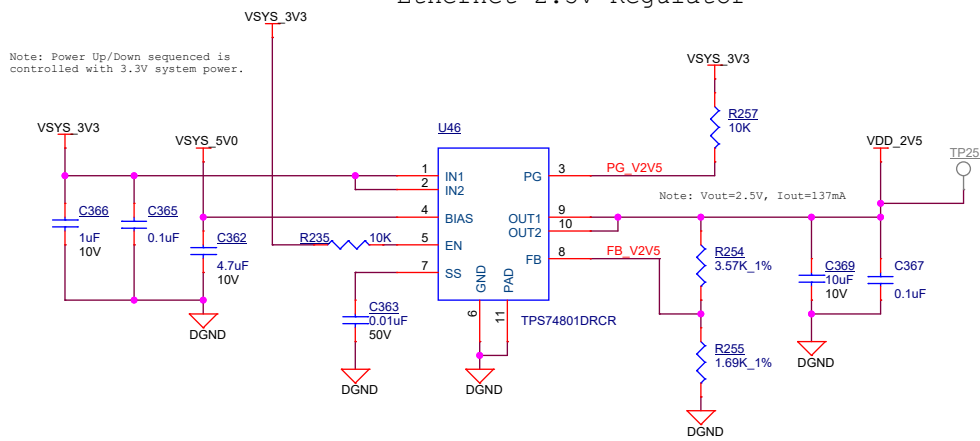 Ethernet 2.5V Regulator
VSYS_3V3
Note: Power Up/Down sequenced is
controlled with 3.3V system power.
VSYS_3V3
VSYS_5V0
VSYS_3V3
R257
10K
U46
VDD_2V5
TP25
1
IN1
2
IN2
PG
3
PG_V2V5
Note: Vout=2.5V, Iout=137mA
C366
1uF
10V
C365
0.1uF
4
BIAS
OUT1
9
OUT2
10
C362
4.7uF
10V
R235
10K
5
EN
FB
8
FB_V2V5
R254
3.57K_1%
7
SS
GND
PAD
6
11
C369
10uF
10V
C367
0.1uF
C363
0.01uF
50V
TPS74801DRCR
DGND
R255
1.69K_1%
DGND
DGND
DGND
DGND